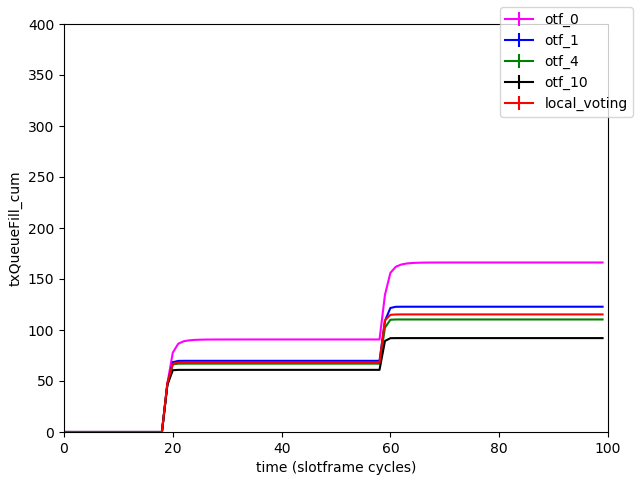 otf_0
otf_1
otf_4
otf_10
local_voting
400
350
300
250
200
150
100
50
0
txQueueFill_cum
0 20 40 60 80 100
time (slotframe cycles)